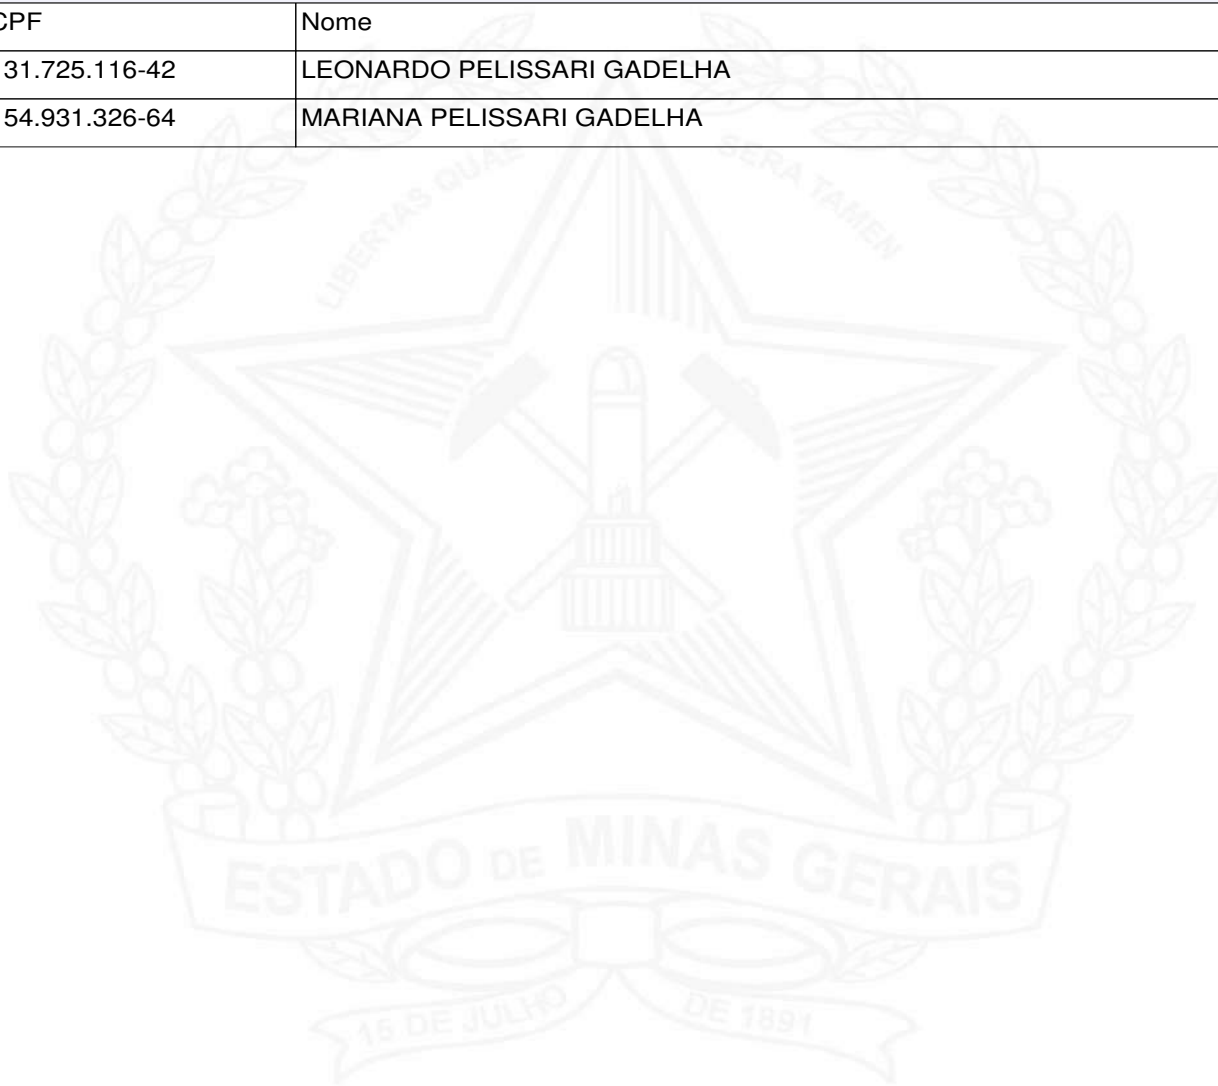 CPF Nome
31.725.116-42 LEONARDO PELISSARI GADELHA
54.931.326-64 MARIANA PELISSARI GADELHA
LIBERTAS QUAE SERA TAMEN
ESTADO DE MINAS GERAIS
15 DE JULHO DE 1891